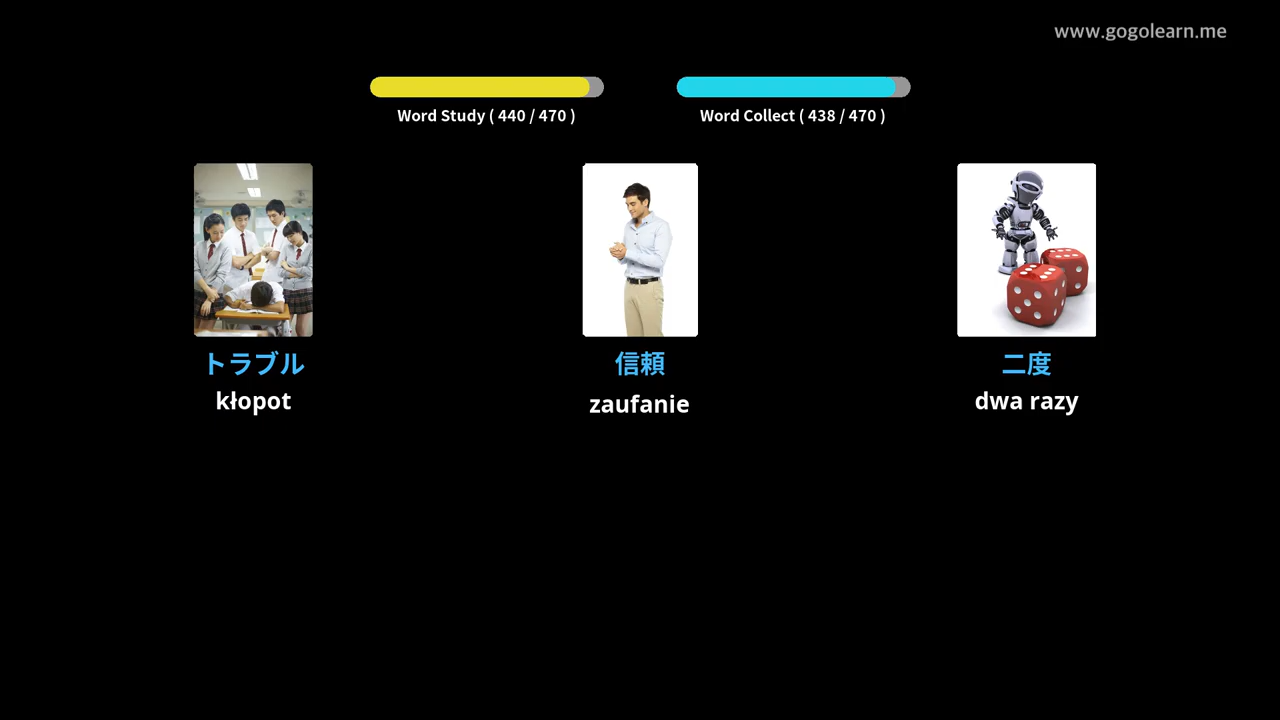 www.gogolearn.me
Word Study ( 440 / 470 )
Word Collect ( 438 / 470 )
トラブル
kłopot
信頼
zaufanie
二度
dwa razy